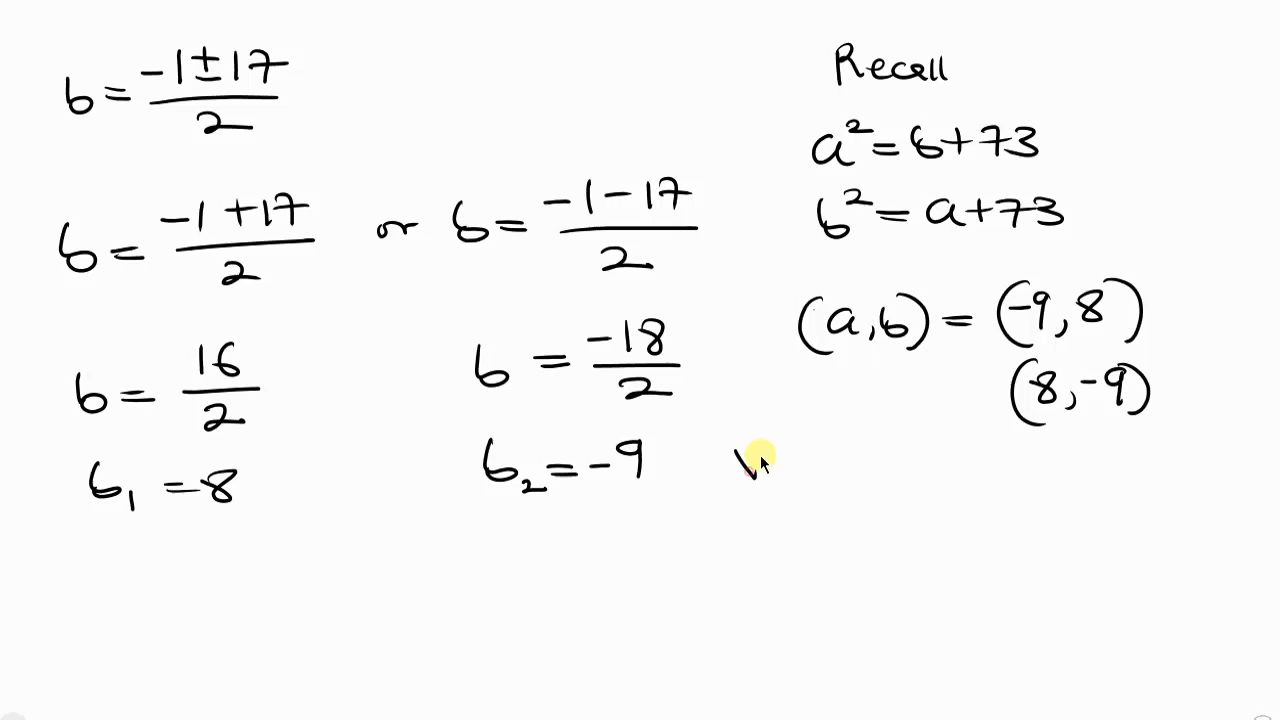 b = (-1 ± 17)/2
b = (-1 + 17)/2 or b = (-1 - 17)/2
b = 16/2
b = -18/2
b₁ = 8
b₂ = -9
Recall
a² = b + 73
b² = a + 73
(a, b) = (-9, 8)
(8, -9)